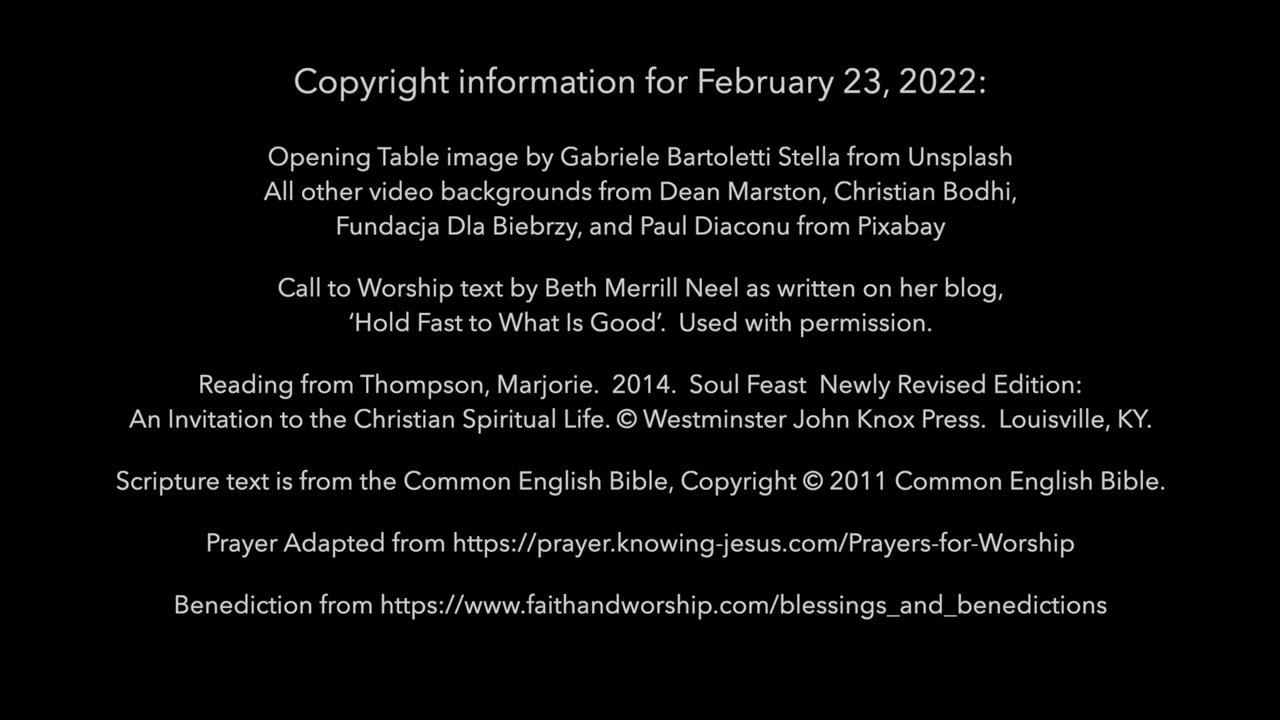 Copyright information for February 23, 2022:
Opening Table image by Gabriele Bartoletti Stella from Unsplash
All other video backgrounds from Dean Marston, Christian Bodhi,
Fundacja Dla Biebrzy, and Paul Diaconu from Pixabay
Call to Worship text by Beth Merrill Neel as written on her blog,
‘Hold Fast to What Is Good’.  Used with permission.
Reading from Thompson, Marjorie.  2014.  Soul Feast  Newly Revised Edition:
An Invitation to the Christian Spiritual Life. © Westminster John Knox Press.  Louisville, KY.
Scripture text is from the Common English Bible, Copyright © 2011 Common English Bible.
Prayer Adapted from https://prayer.knowing-jesus.com/Prayers-for-Worship
Benediction from https://www.faithandworship.com/blessings_and_benedictions